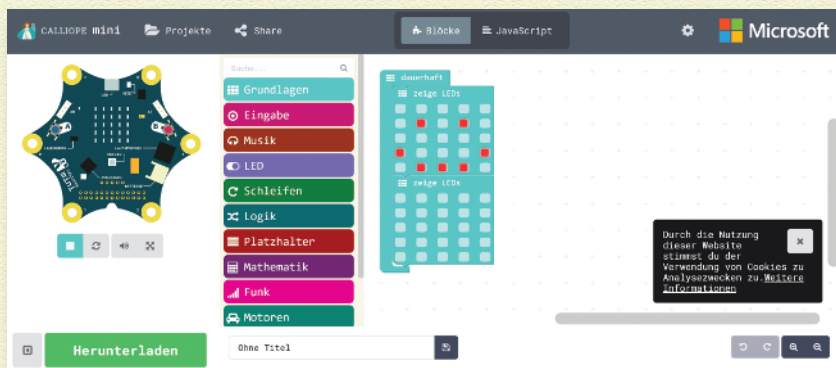 CALLIOPE mini
Projekte
Share
Blöcke
JavaScript
Microsoft
Suche...
Grundlagen
Eingabe
Musik
LED
Schleifen
Logik
Platzhalter
Mathematik
Funk
Motoren
dauerhaft
zeige LEDs
zeige LEDs
A
B
mini
Durch die Nutzung
dieser Website
stimmst du der
Verwendung von Cookies zu
Analysezwecken zu.Weitere
Informationen
Herunterladen
Ohne Titel